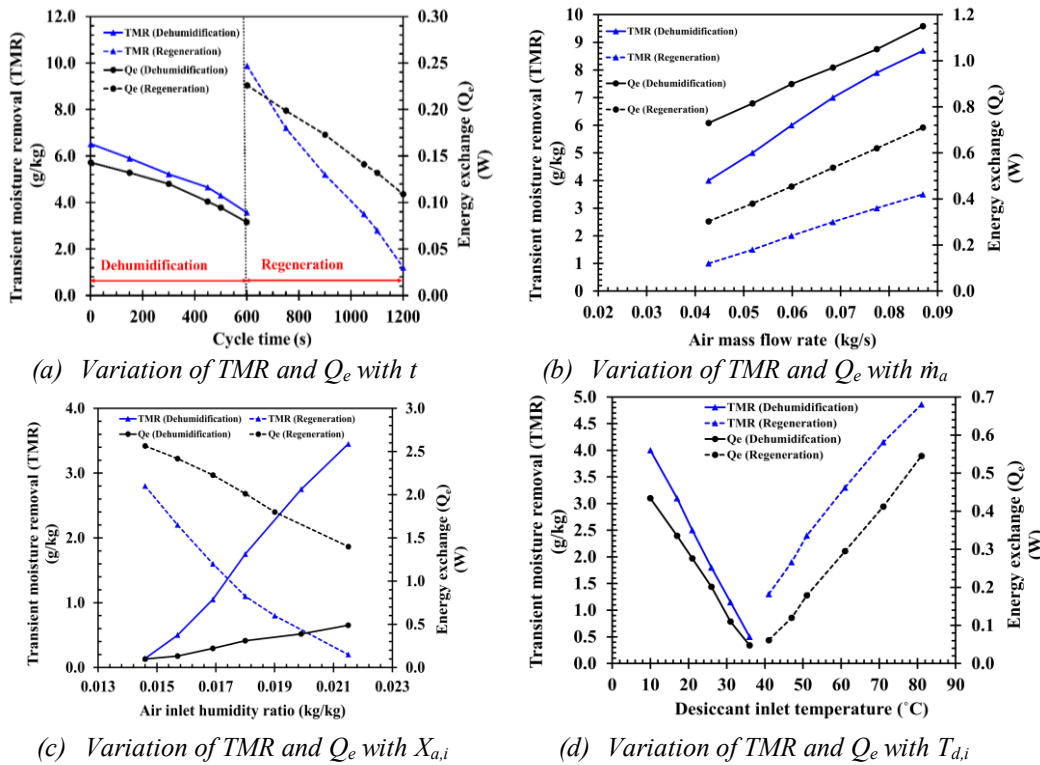 12.0
10.0
8.0
6.0
4.0
2.0
0.0
0.30
0.25
0.20
0.15
0.10
0.05
0.00
0
200
400
600
800
1000
1200
Transient moisture removal (TMR)
(g/kg)
Energy exchange (Qe)
(W)
TMR (Dehumidification)
TMR (Regeneration)
Qe (Dehumidification)
Qe (Regeneration)
Dehumidification
Regeneration
Cycle time (s)
(a) Variation of TMR and Qe with t
10
9
8
7
6
5
4
3
2
1
0
1.2
1.0
0.8
0.6
0.4
0.2
0.0
0.02
0.03
0.04
0.05
0.06
0.07
0.08
0.09
Transient moisture removal (TMR)
(g/kg)
Energy exchange (Qe)
(W)
TMR (Dehumidification)
TMR (Regeneration)
Qe (Dehumidification)
Qe (Regeneration)
Air mass flow rate (kg/s)
(b) Variation of TMR and Qe with ṁa
4.0
3.0
2.0
1.0
0.0
3.0
2.5
2.0
1.5
1.0
0.5
0.0
0.013
0.015
0.017
0.019
0.021
0.023
Transient moisture removal (TMR)
(g/kg)
Energy exchange (Qe)
(W)
TMR (Dehumidification)
TMR (Regeneration)
Qe (Dehumidification)
Qe (Regeneration)
Air inlet humidity ratio (kg/kg)
(c) Variation of TMR and Qe with Xa,i
5.0
4.5
4.0
3.5
3.0
2.5
2.0
1.5
1.0
0.5
0.0
0.7
0.6
0.5
0.4
0.3
0.2
0.1
0.0
0
10
20
30
40
50
60
70
80
90
Transient moisture removal (TMR)
(g/kg)
Energy exchange (Qe)
(W)
TMR (Dehumidification)
TMR (Regeneration)
Qe (Dehumidification)
Qe (Regeneration)
Desiccant inlet temperature (˚C)
(d) Variation of TMR and Qe with Td,i